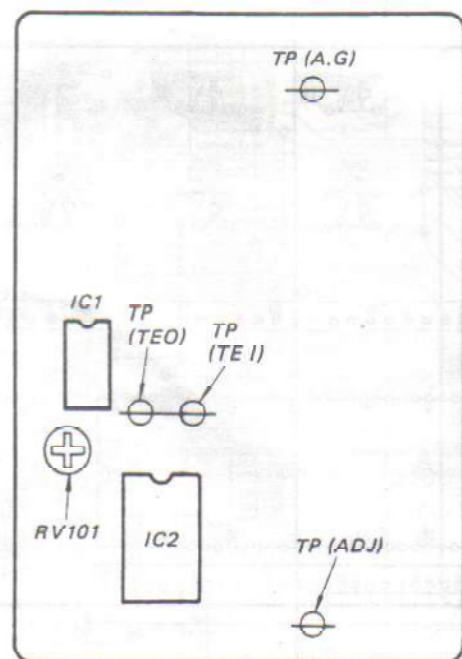 TP (A.G)
IC1
TP
(TEO)
TP
(TE I)
RV101
IC2
TP (ADJ)